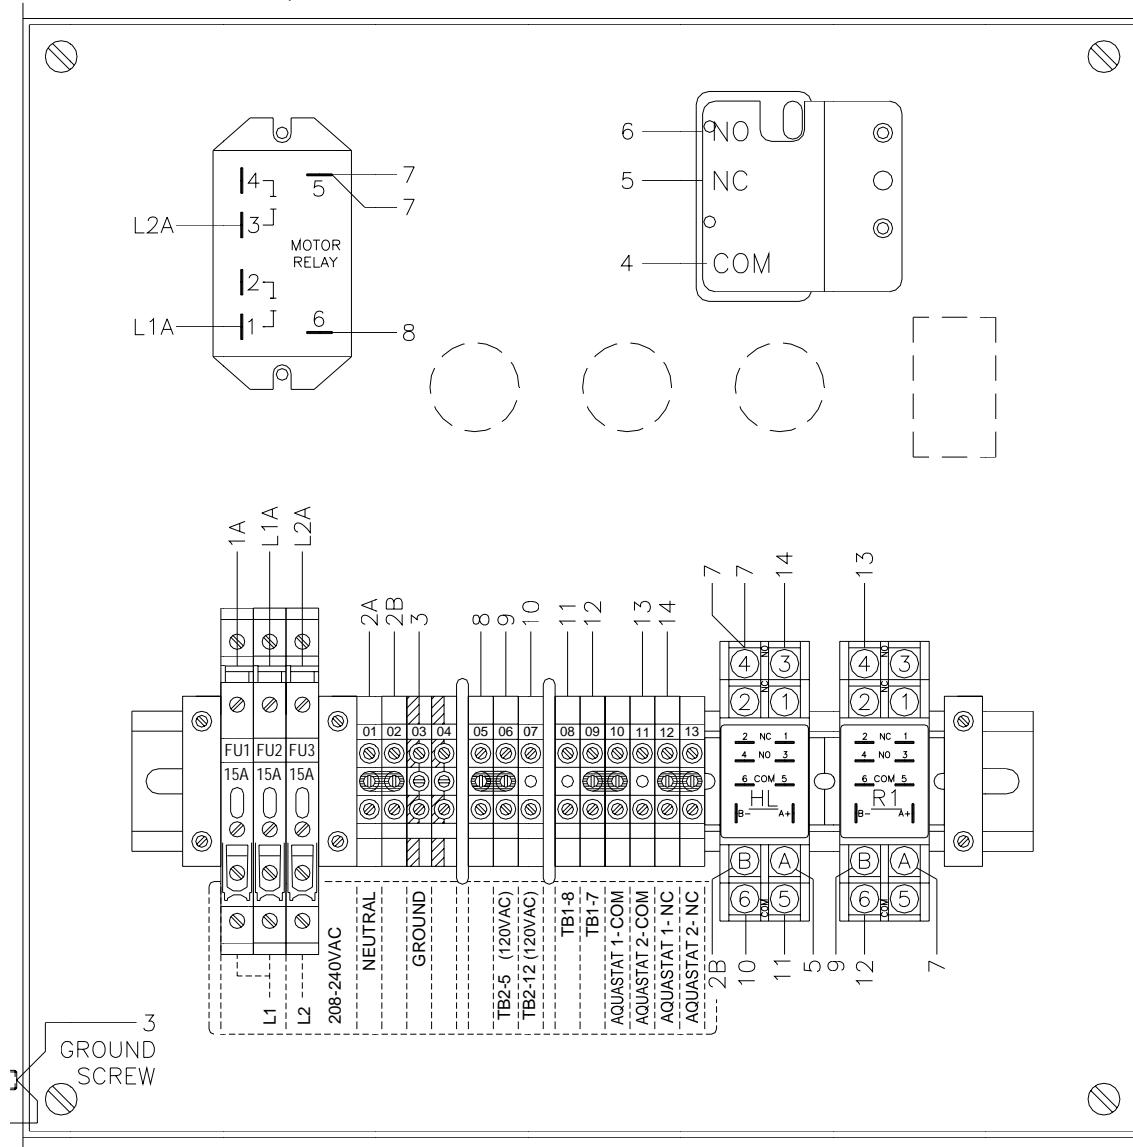 6
NO
5
NC
4
COM
4
5
7
7
L2A
3
MOTOR
RELAY
2
L1A
1
6
8
1A
L1A
L2A
2A
2B
3
8
9
10
11
12
13
14
7
7
14
13
4
NO
3
2
NC
1
4
NO
3
2
NC
1
01
02
03
04
05
06
07
08
09
10
11
12
13
FU1
FU2
FU3
15A
15A
15A
2 NC 1
4 NO 3
6 COM 5
HL
B- A+
2 NC 1
4 NO 3
6 COM 5
R1
B- A+
B
A
6
COM
5
B
A
6
COM
5
L1
L2
208-240VAC
NEUTRAL
GROUND
TB2-5 (120VAC)
TB2-12 (120VAC)
TB1-8
TB1-7
AQUASTAT 1-COM
AQUASTAT 2-COM
AQUASTAT 1- NC
AQUASTAT 2- NC
2B
10
11
5
9
12
7
3
GROUND
SCREW